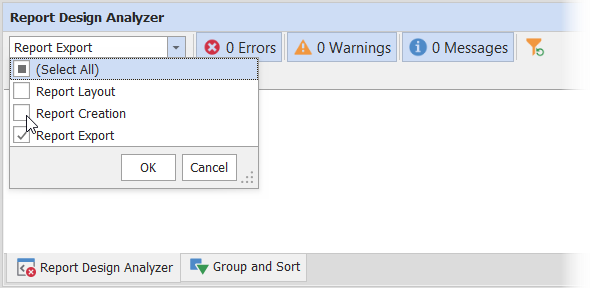 Report Design Analyzer
Report Export 0 Errors 0 Warnings 0 Messages
(Select All)
Report Layout
Report Creation
Report Export
OK Cancel
Report Design Analyzer Group and Sort